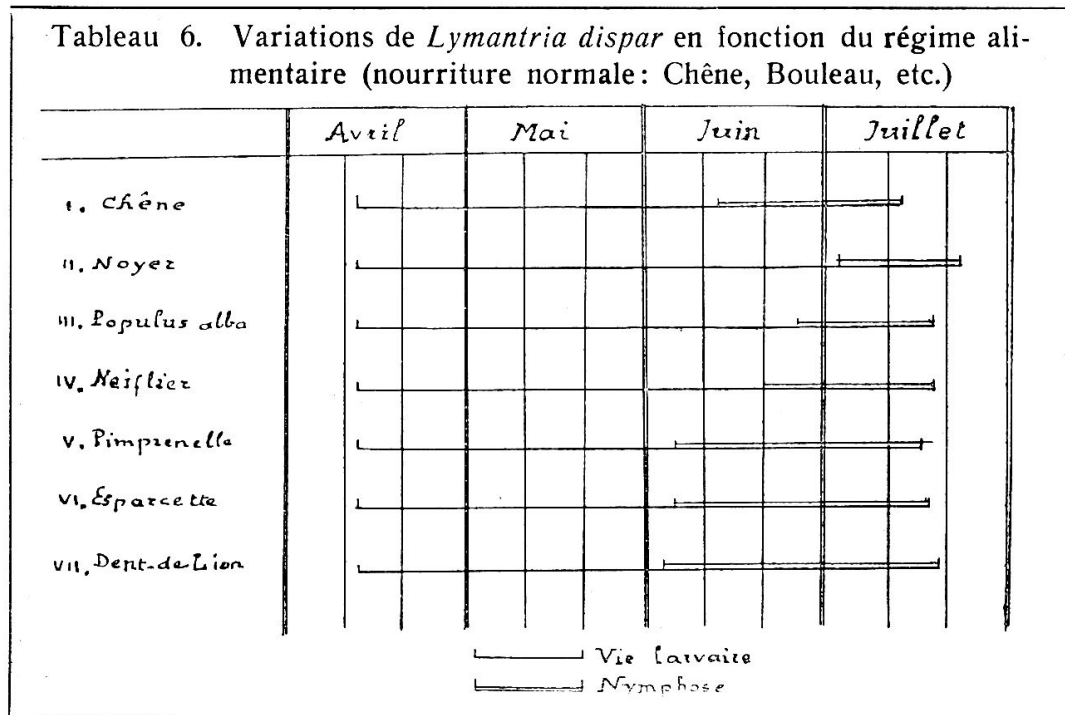 Tableau 6. Variations de Lymantria dispar en fonction du régime ali-
mentaire (nourriture normale: Chêne, Bouleau, etc.)
Avril Mai Juin Juillet
I. Chêne
II. Noyer
III. Populus alba
IV. Neiflier
V. Pimprenelle
VI. Esparcette
VII. Dent-de Lion
Vie larvaire
Nymphose